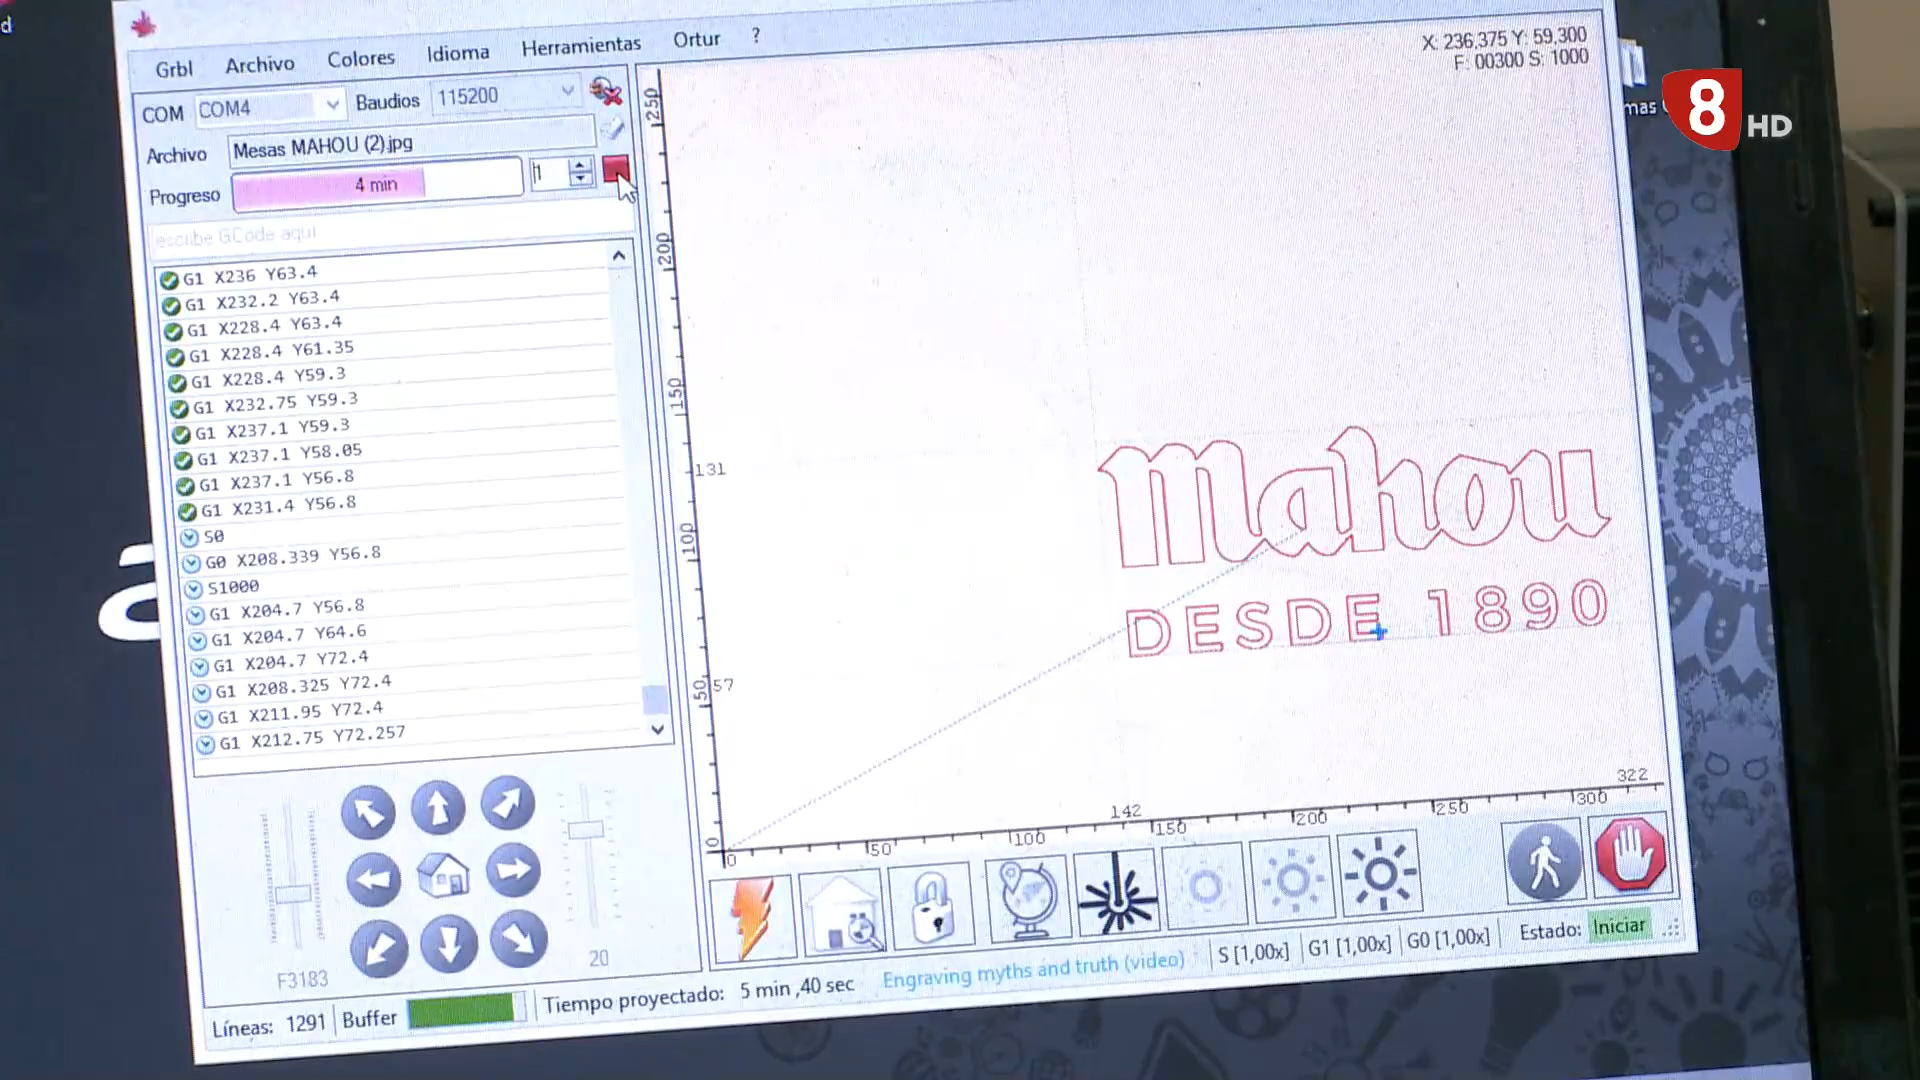 d
Grbl Archivo Colores Idioma Herramientas Ortur ?
X: 236,375 Y: 59,300
F: 00300 S: 1000
8 HD
mas
COM COM4 Baudios 115200
Archivo Mesas MAHOU (2).jpg
Progreso 4 min 1
escribe GCode aquí
G1 X236 Y63.4
G1 X232.2 Y63.4
G1 X228.4 Y63.4
G1 X228.4 Y61.35
G1 X228.4 Y59.3
G1 X232.75 Y59.3
G1 X237.1 Y59.3
G1 X237.1 Y58.05
G1 X237.1 Y56.8
G1 X231.4 Y56.8
S0
G0 X208.339 Y56.8
S1000
G1 X204.7 Y56.8
G1 X204.7 Y64.6
G1 X204.7 Y72.4
G1 X208.325 Y72.4
G1 X211.95 Y72.4
G1 X212.75 Y72.257
250
200
150
131
100
57
50
0
mahou
DESDE 1890
0 50 100 142 150 200 250 300 322
F3183 20
S [1,00x] G1 [1,00x] G0 [1,00x] Estado: Iniciar
Líneas: 1291 Buffer Tiempo proyectado: 5 min ,40 sec Engraving myths and truth (video)